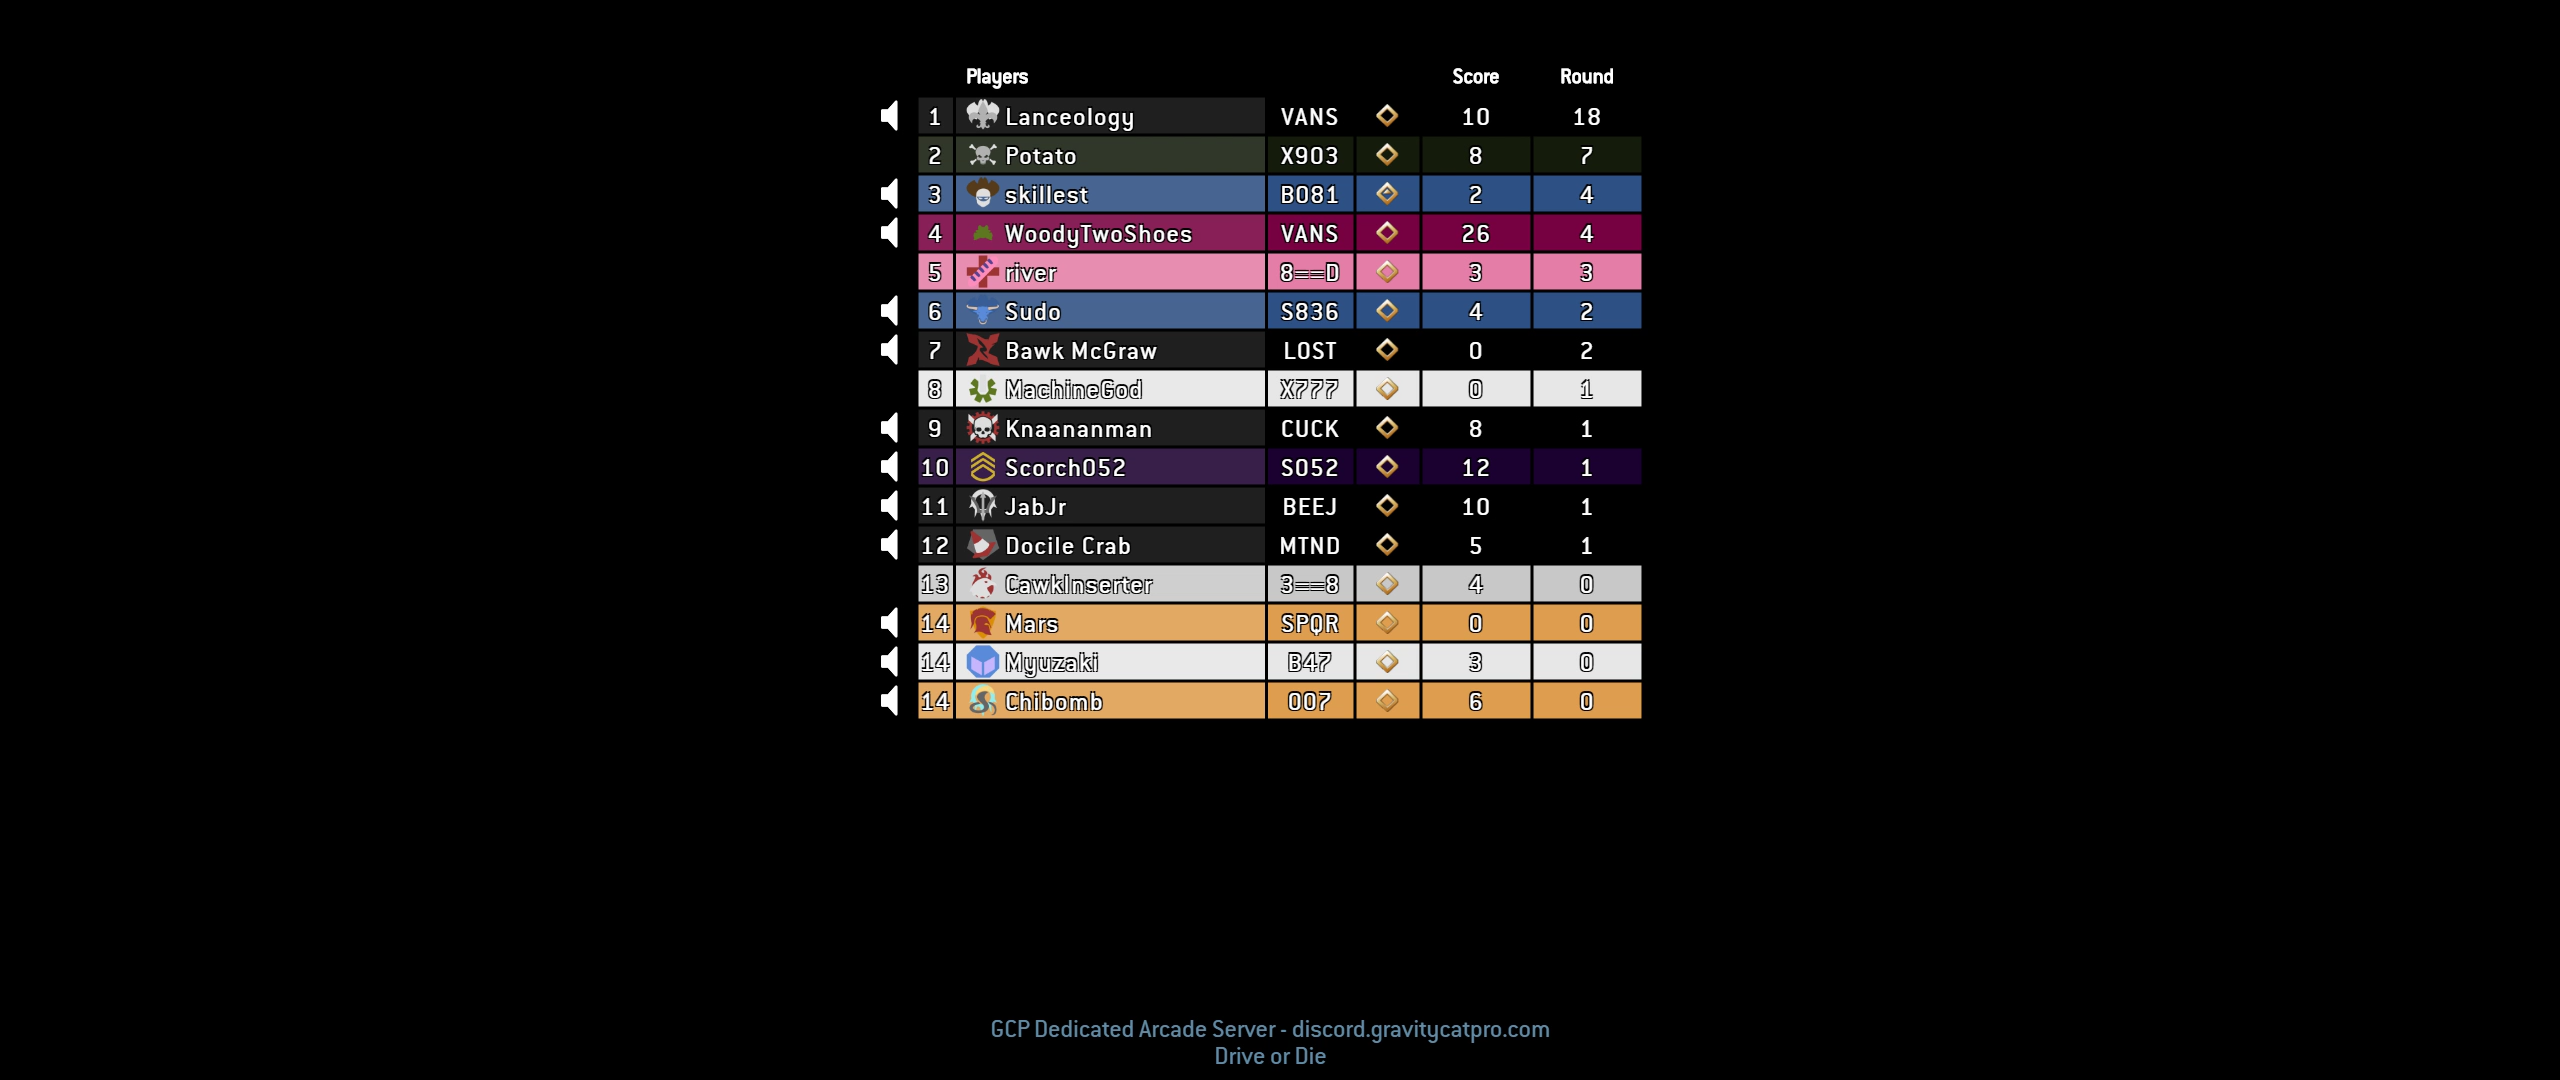 Players Score Round
1 Lanceology VANS 10 18
2 Potato X903 8 7
3 skillest B081 2 4
4 WoodyTwoShoes VANS 26 4
5 river 8==D 3 3
6 Sudo S836 4 2
7 Bawk McGraw LOST 0 2
8 MachineGod X777 0 1
9 Knaananman CUCK 8 1
10 Scorch052 S052 12 1
11 JabJr BEEJ 10 1
12 Docile Crab MTND 5 1
13 CawkInserter 3==8 4 0
14 Mars SPQR 0 0
14 Myuzaki B47 3 0
14 Chibomb 007 6 0
GCP Dedicated Arcade Server - discord.gravitycatpro.com
Drive or Die